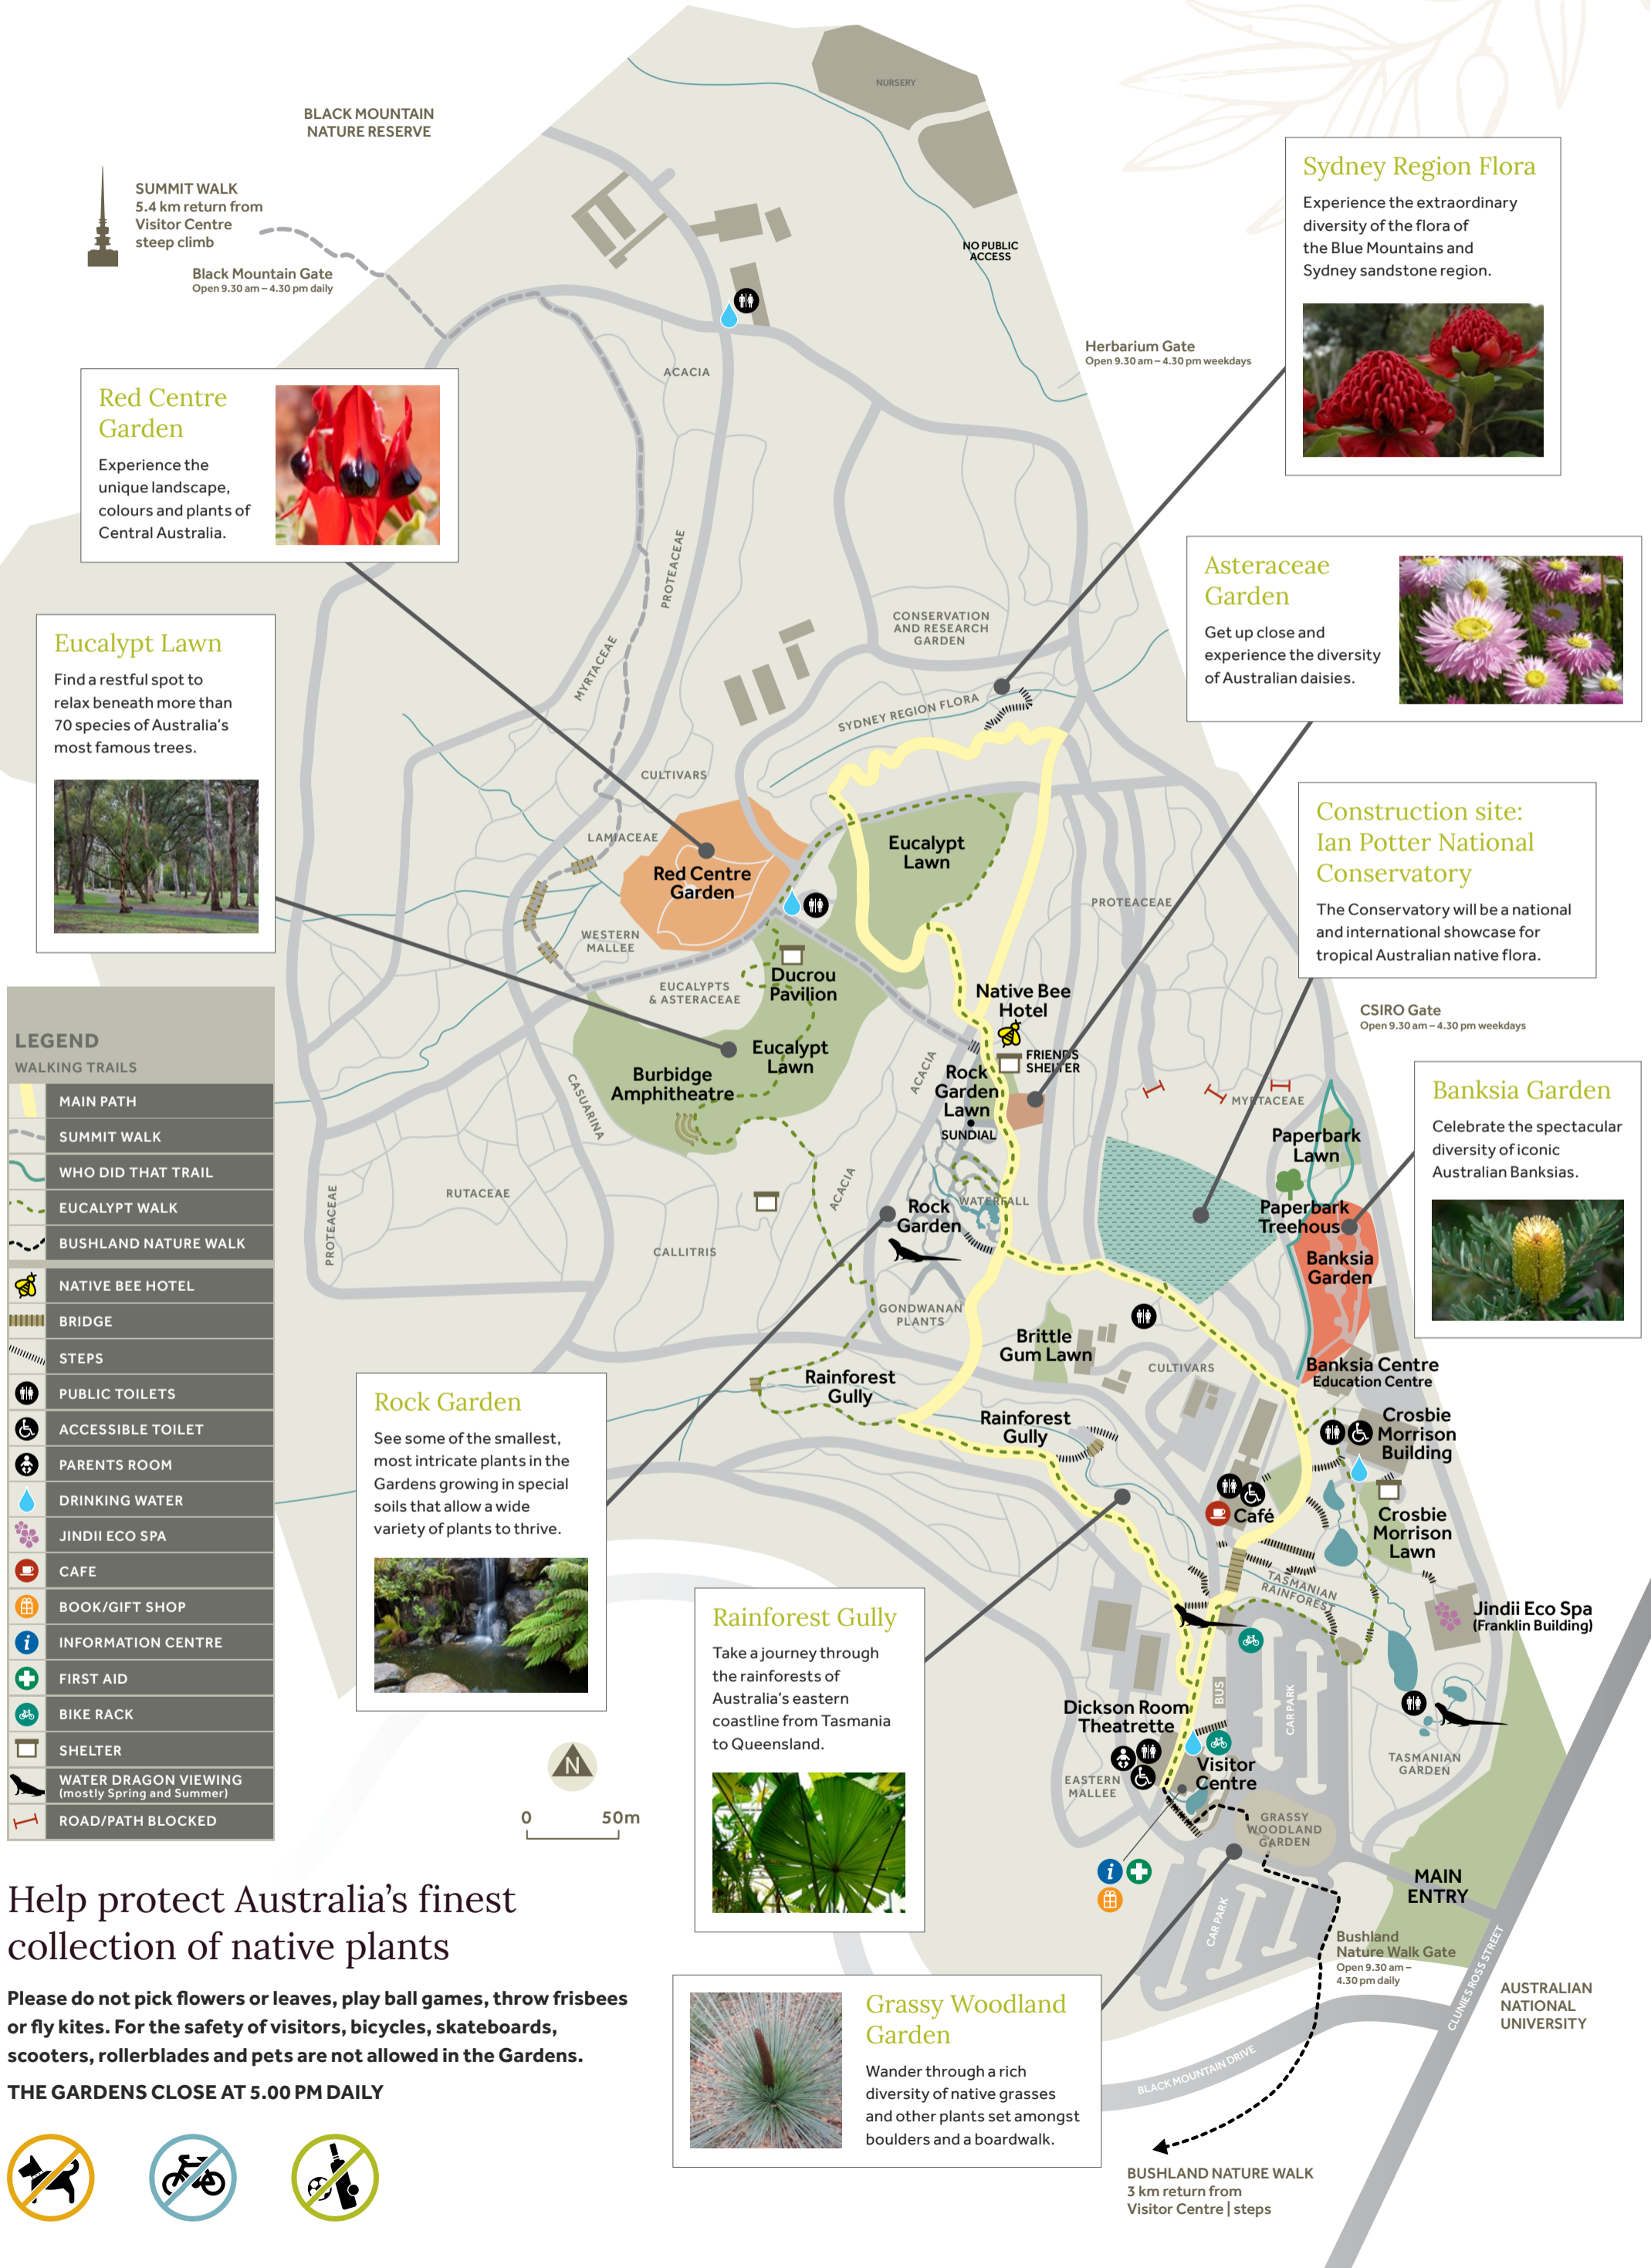 NURSERY
BLACK MOUNTAIN
NATURE RESERVE
SUMMIT WALK
5.4 km return from
Visitor Centre
steep climb
Black Mountain Gate
Open 9.30 am – 4.30 pm daily
NO PUBLIC
ACCESS
Herbarium Gate
Open 9.30 am – 4.30 pm weekdays
Sydney Region Flora
Experience the extraordinary
diversity of the flora of
the Blue Mountains and
Sydney sandstone region.
Red Centre
Garden
Experience the
unique landscape,
colours and plants of
Central Australia.
ACACIA
PROTEACEAE
MYRTACEAE
CONSERVATION
AND RESEARCH
GARDEN
SYDNEY REGION FLORA
Asteraceae
Garden
Get up close and
experience the diversity
of Australian daisies.
Eucalypt Lawn
Find a restful spot to
relax beneath more than
70 species of Australia's
most famous trees.
CULTIVARS
LAMIACEAE
Red Centre
Garden
WESTERN
MALLEE
Eucalypt
Lawn
PROTEACEAE
Construction site:
Ian Potter National
Conservatory
The Conservatory will be a national
and international showcase for
tropical Australian native flora.
EUCALYPTS
& ASTERACEAE
Ducrou
Pavilion
Native Bee
Hotel
FRIENDS
SHELTER
CSIRO Gate
Open 9.30 am – 4.30 pm weekdays
Eucalypt
Lawn
Burbidge
Amphitheatre
CASUARINA
ACACIA
Rock
Garden
Lawn
SUNDIAL
MYRTACEAE
Paperbark
Lawn
Paperbark
Treehouse
Banksia
Garden
Banksia Garden
Celebrate the spectacular
diversity of iconic
Australian Banksias.
PROTEACEAE
RUTACEAE
ACACIA
CALLITRIS
WATERFALL
Rock
Garden
GONDWANAN
PLANTS
Brittle
Gum Lawn
CULTIVARS
Banksia Centre
Education Centre
Rainforest
Gully
Rainforest
Gully
Crosbie
Morrison
Building
Café
Crosbie
Morrison
Lawn
TASMANIAN
RAINFOREST
Jindii Eco Spa
(Franklin Building)
BUS
CAR PARK
Dickson Room
Theatrette
Visitor
Centre
EASTERN
MALLEE
TASMANIAN
GARDEN
GRASSY
WOODLAND
GARDEN
MAIN
ENTRY
CAR PARK
Bushland
Nature Walk Gate
Open 9.30 am –
4.30 pm daily
CLUNIES ROSS STREET
AUSTRALIAN
NATIONAL
UNIVERSITY
BLACK MOUNTAIN DRIVE
BUSHLAND NATURE WALK
3 km return from
Visitor Centre | steps
LEGEND
WALKING TRAILS
MAIN PATH
SUMMIT WALK
WHO DID THAT TRAIL
EUCALYPT WALK
BUSHLAND NATURE WALK
NATIVE BEE HOTEL
BRIDGE
STEPS
PUBLIC TOILETS
ACCESSIBLE TOILET
PARENTS ROOM
DRINKING WATER
JINDII ECO SPA
CAFE
BOOK/GIFT SHOP
INFORMATION CENTRE
FIRST AID
BIKE RACK
SHELTER
WATER DRAGON VIEWING
(mostly Spring and Summer)
ROAD/PATH BLOCKED
Rock Garden
See some of the smallest,
most intricate plants in the
Gardens growing in special
soils that allow a wide
variety of plants to thrive.
N
0 50m
Rainforest Gully
Take a journey through
the rainforests of
Australia's eastern
coastline from Tasmania
to Queensland.
Grassy Woodland
Garden
Wander through a rich
diversity of native grasses
and other plants set amongst
boulders and a boardwalk.
Help protect Australia's finest
collection of native plants
Please do not pick flowers or leaves, play ball games, throw frisbees
or fly kites. For the safety of visitors, bicycles, skateboards,
scooters, rollerblades and pets are not allowed in the Gardens.
THE GARDENS CLOSE AT 5.00 PM DAILY